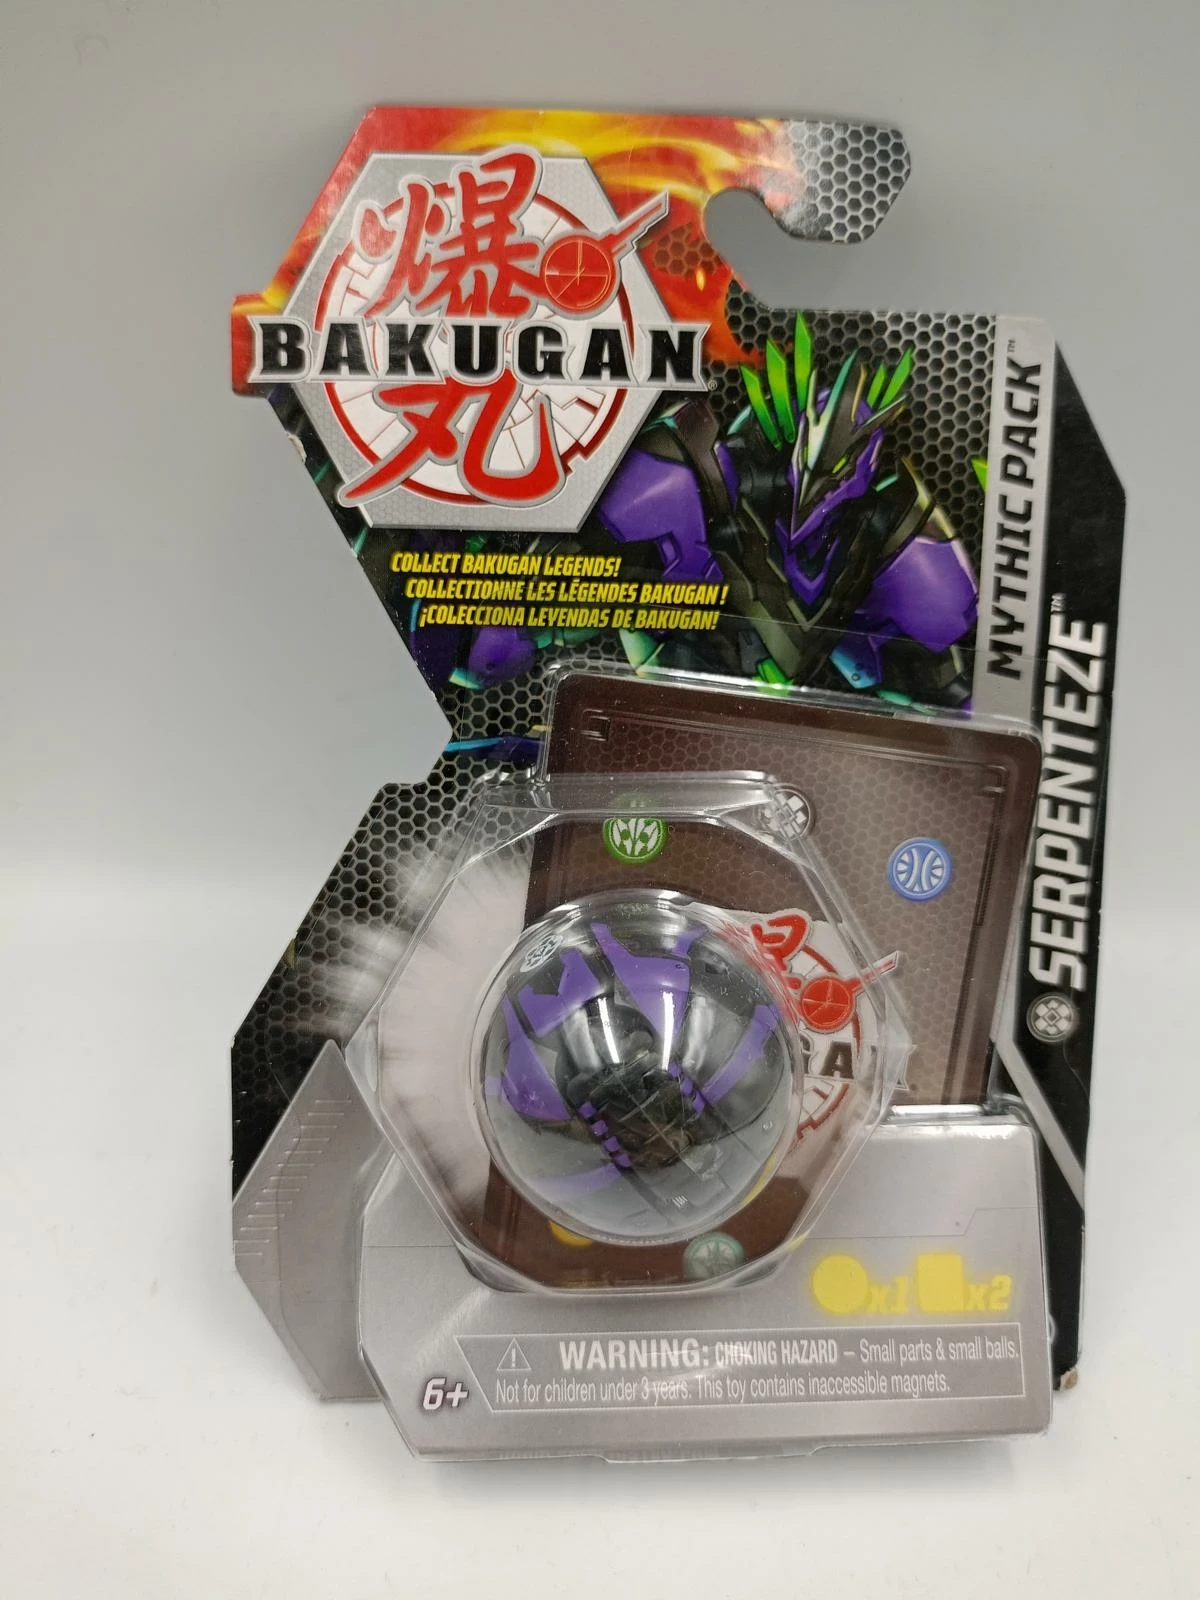 爆
BAKUGAN®
丸
MYTHIC PACK™
SERPENTEZE™
COLLECT BAKUGAN LEGENDS!
COLLECTIONNE LES LÉGENDES BAKUGAN !
¡COLECCIONA LEYENDAS DE BAKUGAN!
GA
x1 x2
6+
WARNING: CHOKING HAZARD – Small parts & small balls.
Not for children under 3 years. This toy contains inaccessible magnets.